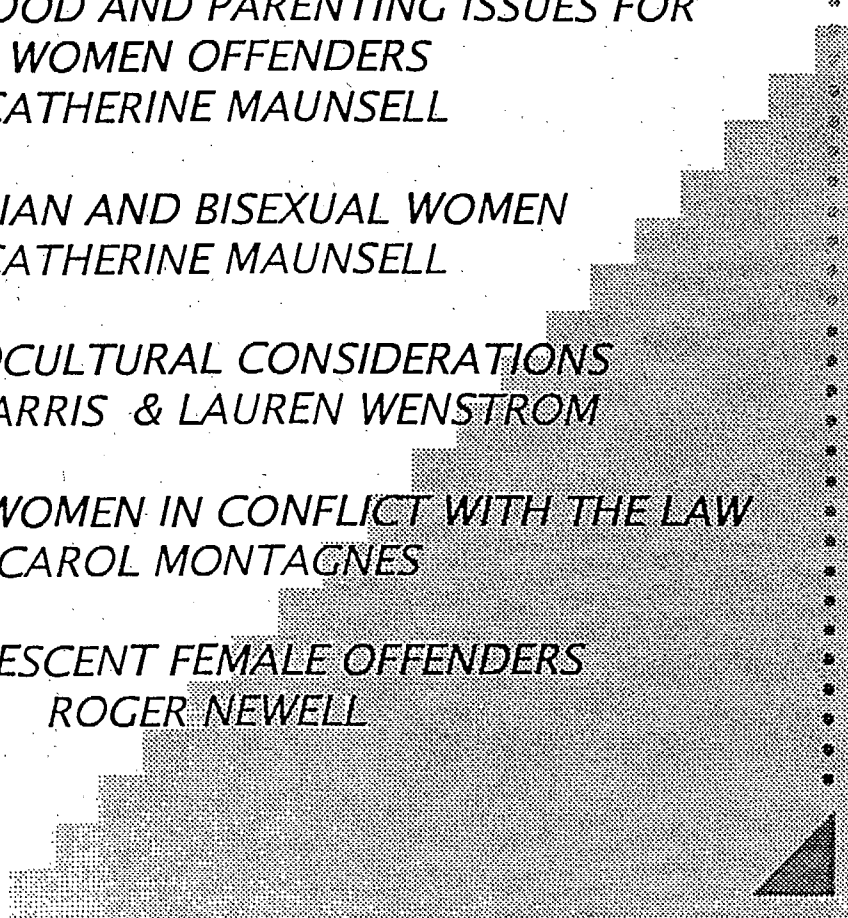 OOD AND PARENTING ISSUES FOR
WOMEN OFFENDERS
CATHERINE MAUNSELL
IAN AND BISEXUAL WOMEN
CATHERINE MAUNSELL
OCULTURAL CONSIDERATIONS
ARRIS & LAUREN WENSTROM
WOMEN IN CONFLICT WITH THE LAW
CAROL MONTAGNES
ESCENT FEMALE OFFENDERS
ROGER NEWELL